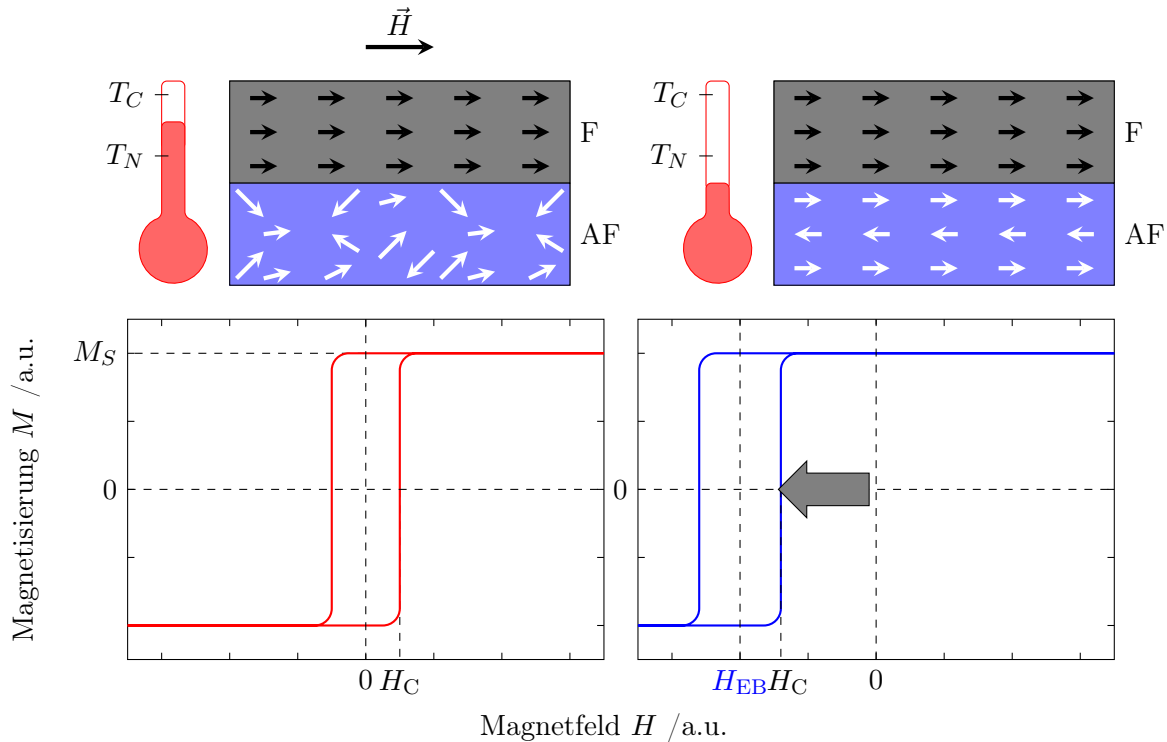 H⃗
T_C
T_N
F
AF
T_C
T_N
F
AF
Magnetisierung M /a.u.
M_S
0
0 H_C
0
H_EB H_C 0
Magnetfeld H /a.u.